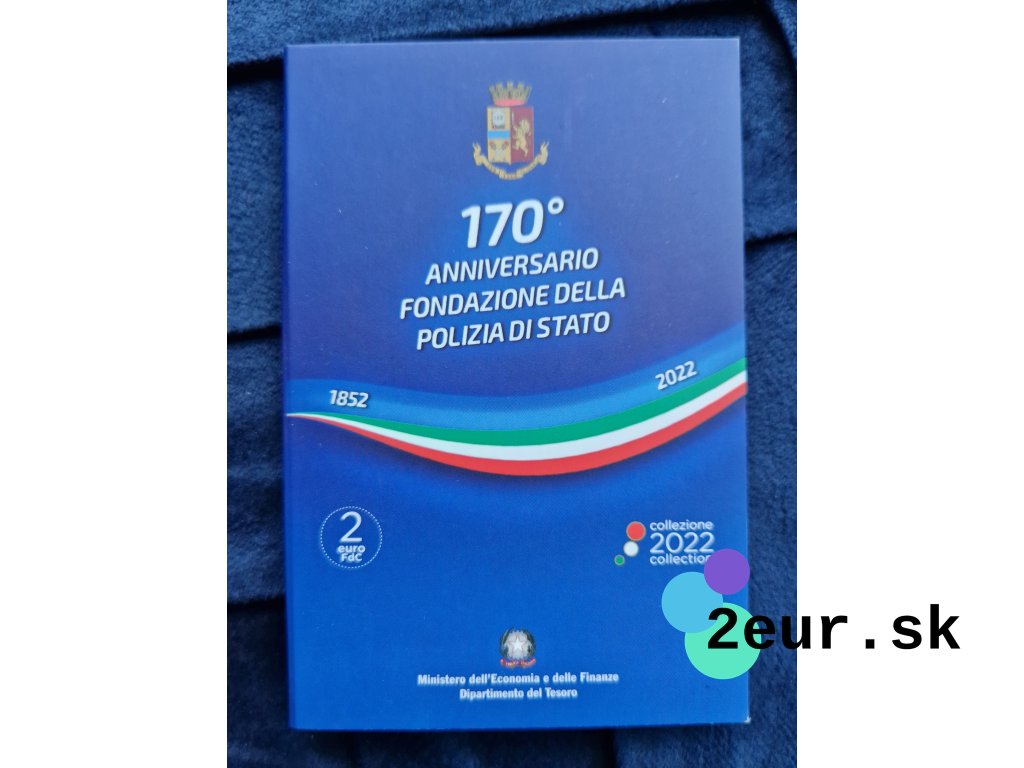 170°
ANNIVERSARIO
FONDAZIONE DELLA
POLIZIA DI STATO
1852
2022
2
euro
FdC
collezione
2022
collection
2eur.sk
Ministero dell'Economia e delle Finanze
Dipartimento del Tesoro